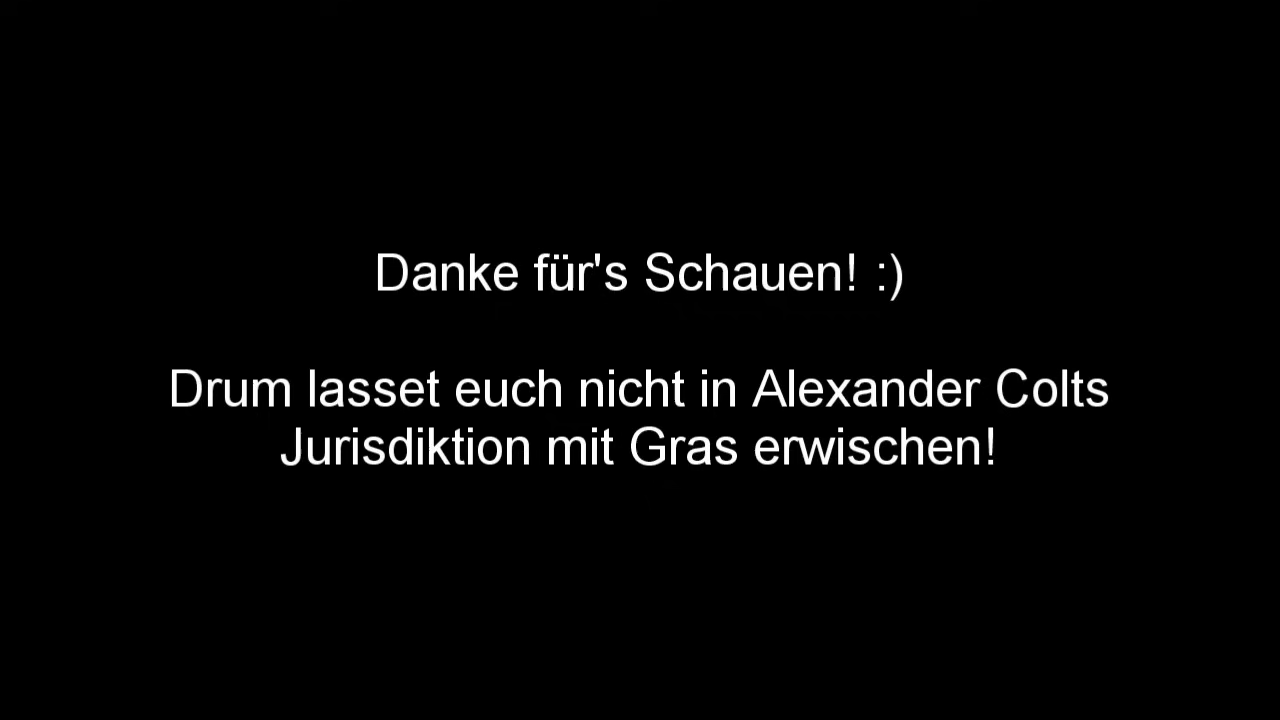 Danke für's Schauen! :)
Drum lasset euch nicht in Alexander Colts
Jurisdiktion mit Gras erwischen!